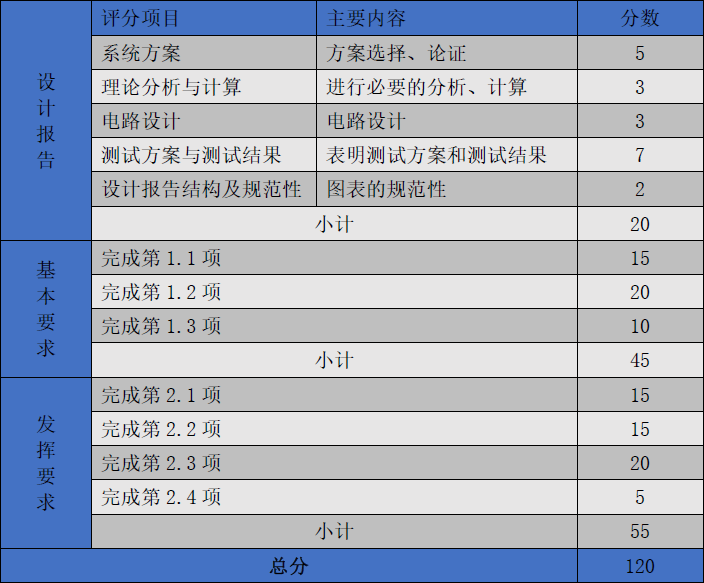 设计报告
评分项目 主要内容 分数
系统方案 方案选择、论证 5
理论分析与计算 进行必要的分析、计算 3
电路设计 电路设计 3
测试方案与测试结果 表明测试方案和测试结果 7
设计报告结构及规范性 图表的规范性 2
小计 20
基本要求
完成第 1.1 项 15
完成第 1.2 项 20
完成第 1.3 项 10
小计 45
发挥要求
完成第 2.1 项 15
完成第 2.2 项 15
完成第 2.3 项 20
完成第 2.4 项 5
小计 55
总分 120